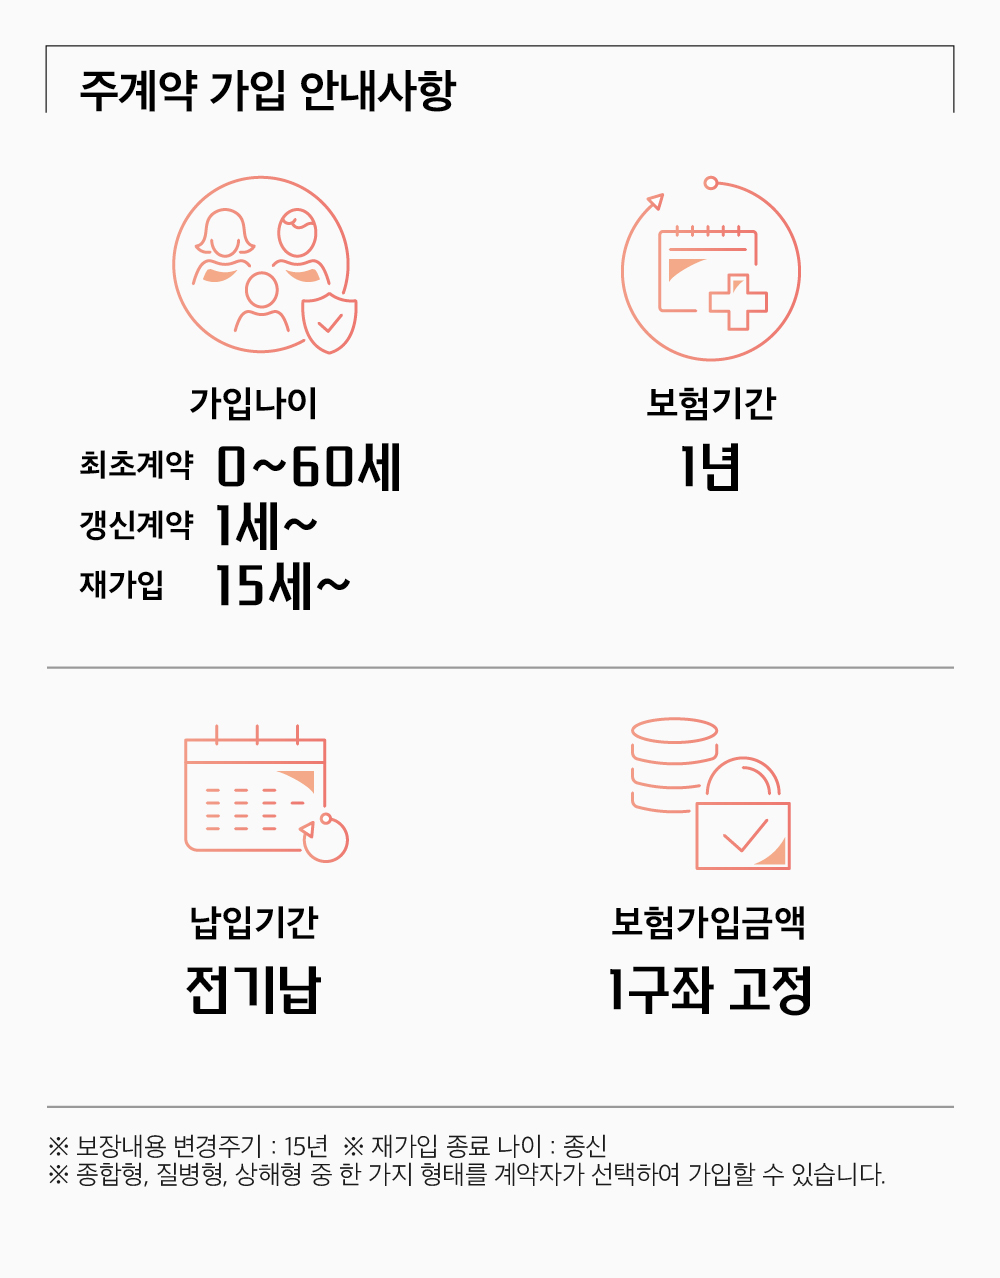 주계약 가입 안내사항
가입나이
최초계약 0~60세
갱신계약 1세~
재가입 15세~
보험기간
1년
납입기간
전기납
보험가입금액
1구좌 고정
※ 보장내용 변경주기 : 15년 ※ 재가입 종료 나이 : 종신
※ 종합형, 질병형, 상해형 중 한 가지 형태를 계약자가 선택하여 가입할 수 있습니다.